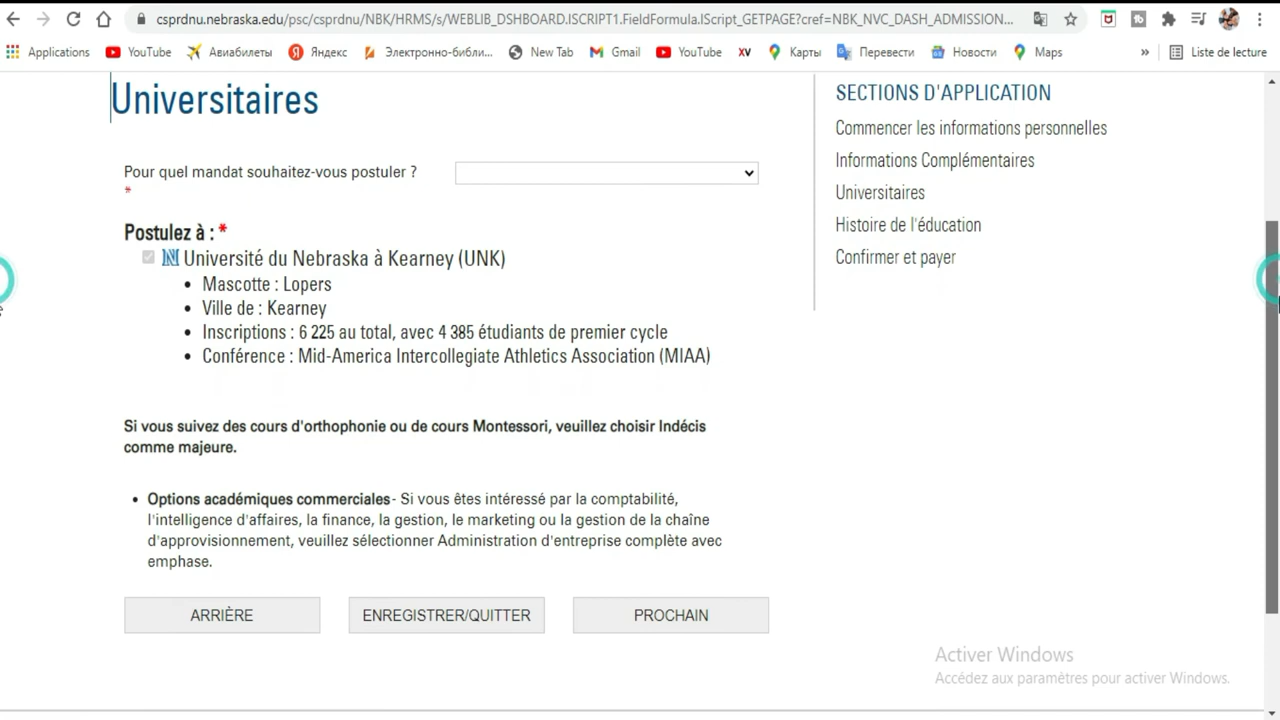 csprdnu.nebraska.edu/psc/csprdnu/NBK/HRMS/s/WEBLIB_DSHBOARD.ISCRIPT1.FieldFormula.IScript_GETPAGE?cref=NBK_NVC_DASH_ADMISSION...
Applications YouTube Авиабилеты Яндекс Электронно-библи... New Tab Gmail YouTube XV Карты Перевести Новости Maps » Liste de lecture
Universitaires
Pour quel mandat souhaitez-vous postuler ?
*
Postulez à : *
Université du Nebraska à Kearney (UNK)
• Mascotte : Lopers
• Ville de : Kearney
• Inscriptions : 6 225 au total, avec 4 385 étudiants de premier cycle
• Conférence : Mid-America Intercollegiate Athletics Association (MIAA)
Si vous suivez des cours d'orthophonie ou de cours Montessori, veuillez choisir Indécis
comme majeure.
• Options académiques commerciales- Si vous êtes intéressé par la comptabilité,
l'intelligence d'affaires, la finance, la gestion, le marketing ou la gestion de la chaîne
d'approvisionnement, veuillez sélectionner Administration d'entreprise complète avec
emphase.
ARRIÈRE ENREGISTRER/QUITTER PROCHAIN
SECTIONS D'APPLICATION
Commencer les informations personnelles
Informations Complémentaires
Universitaires
Histoire de l'éducation
Confirmer et payer
Activer Windows
Accédez aux paramètres pour activer Windows.